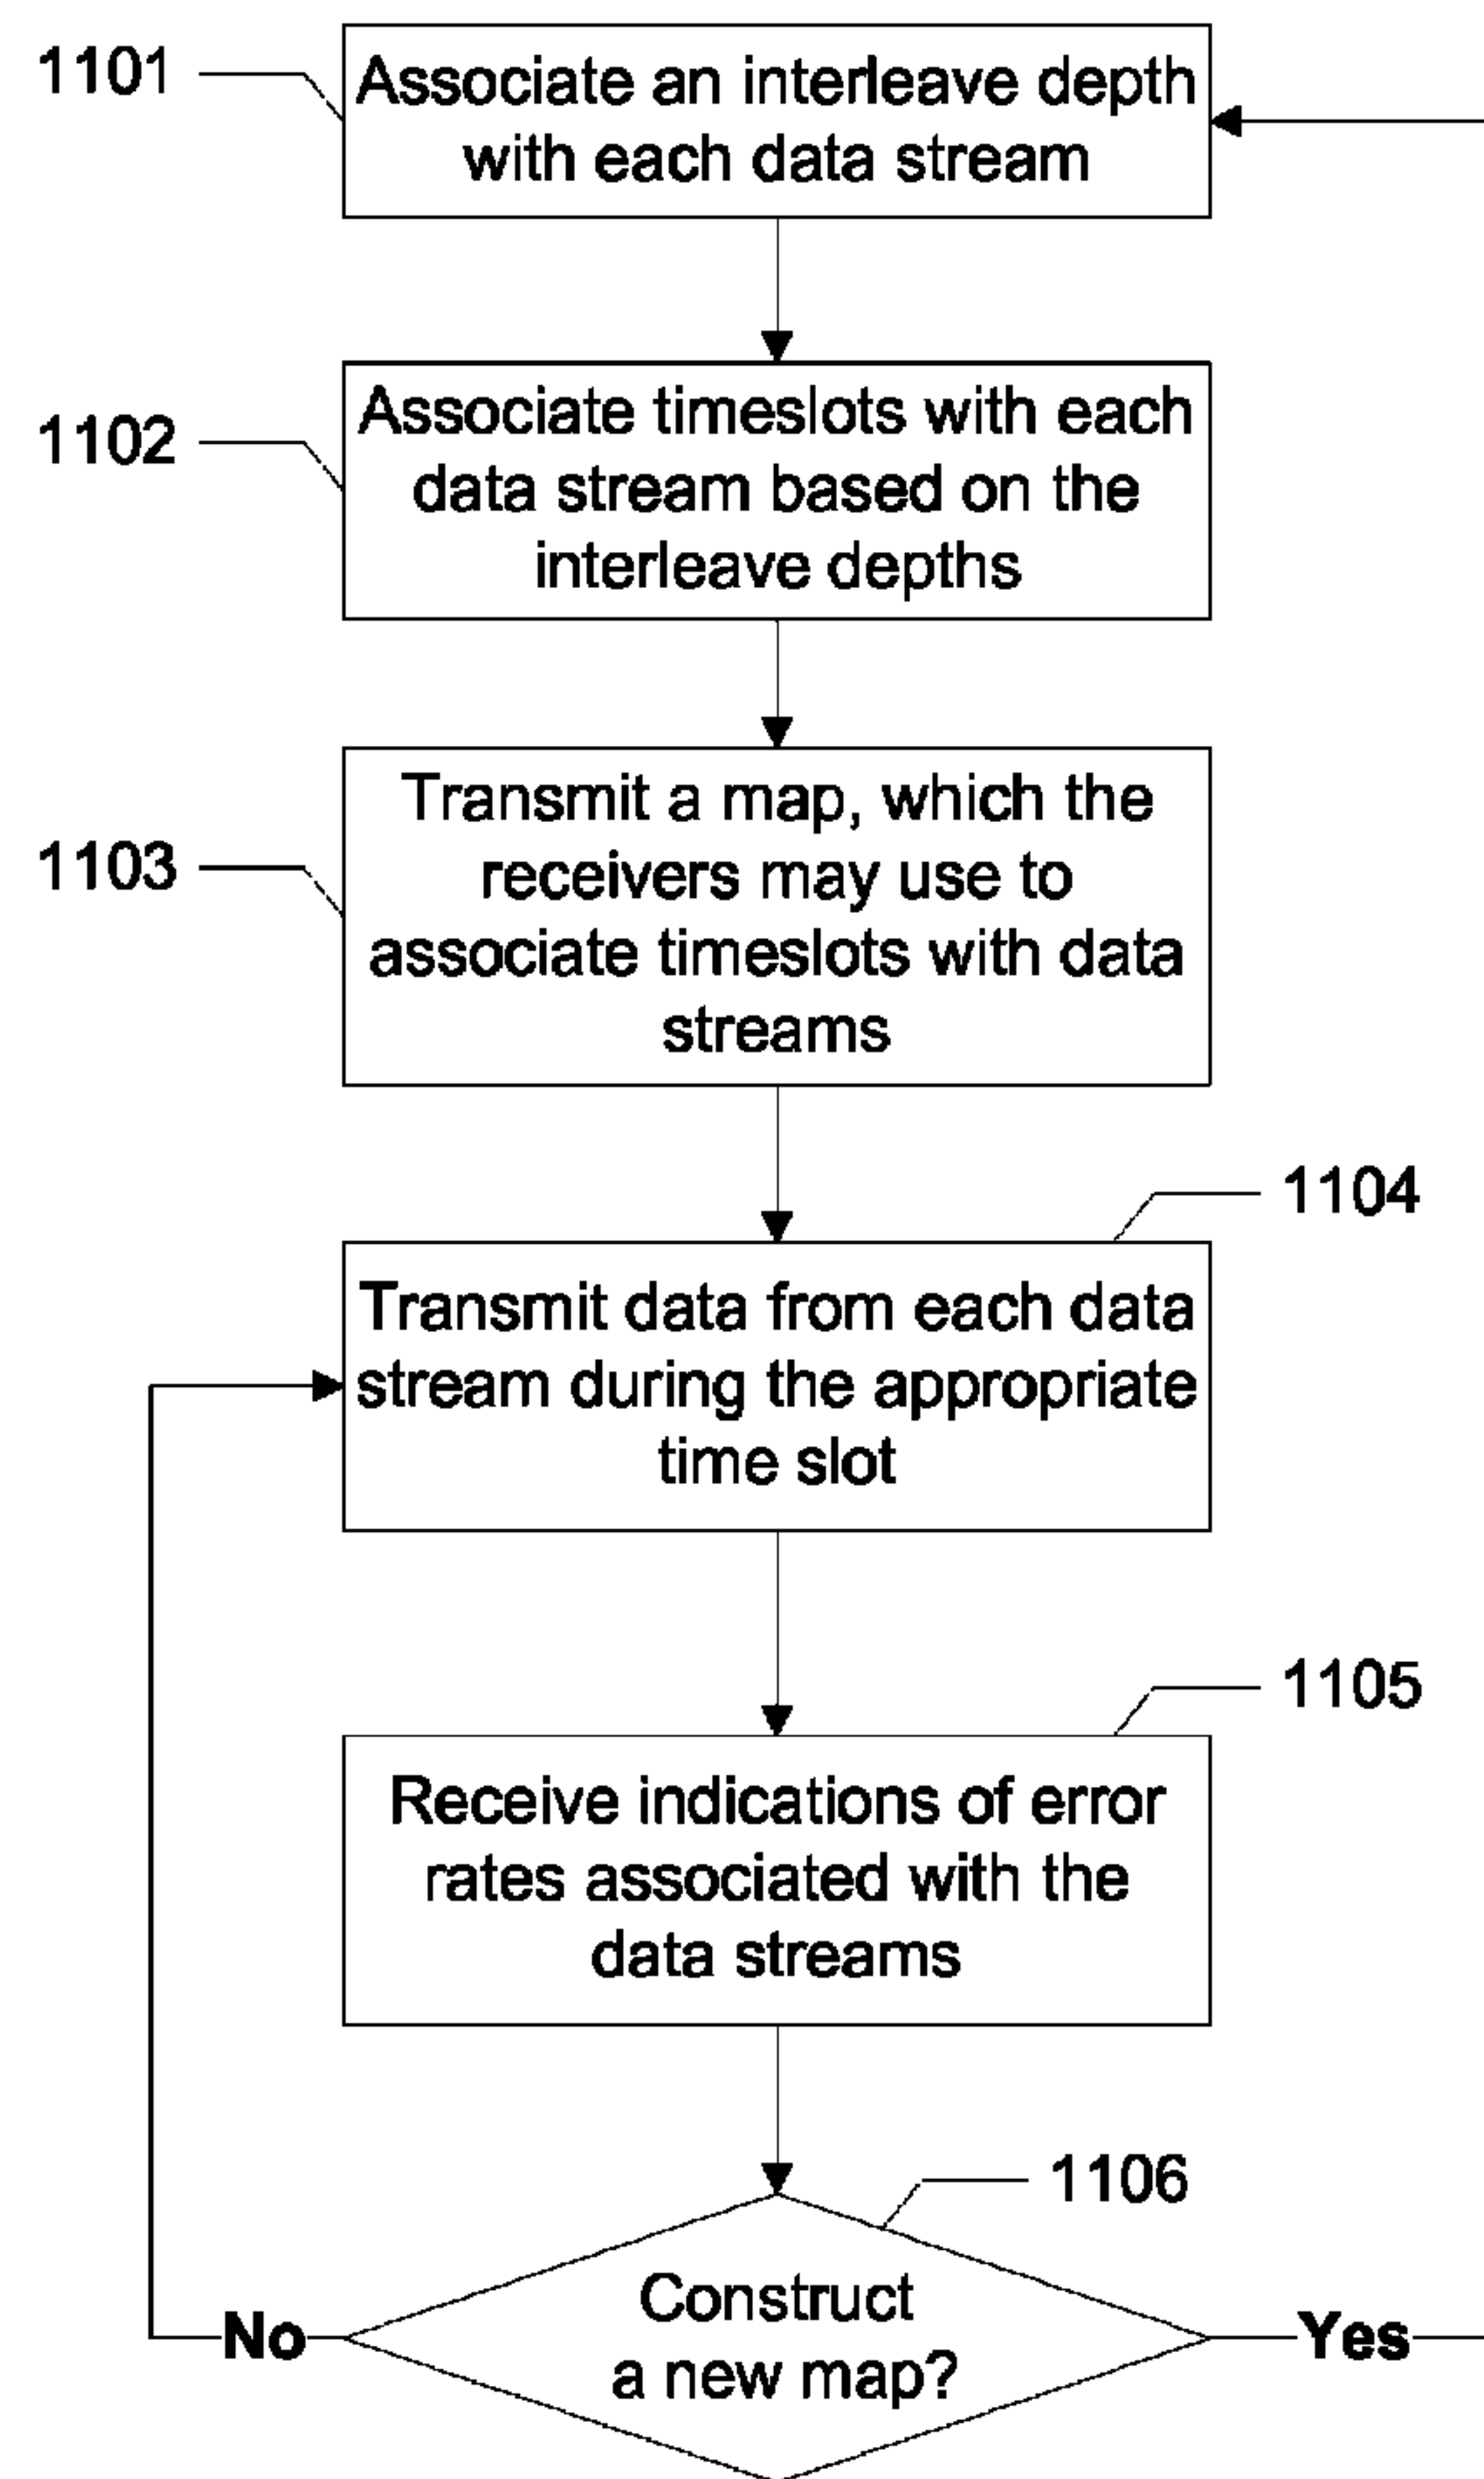 1101
Associate an interleave depth
with each data stream
1102
Associate timeslots with each
data stream based on the
interleave depths
1103
Transmit a map, which the
receivers may use to
associate timeslots with data
streams
1104
Transmit data from each data
stream during the appropriate
time slot
1105
Receive indications of error
rates associated with the
data streams
1106
Construct
a new map?
No
Yes